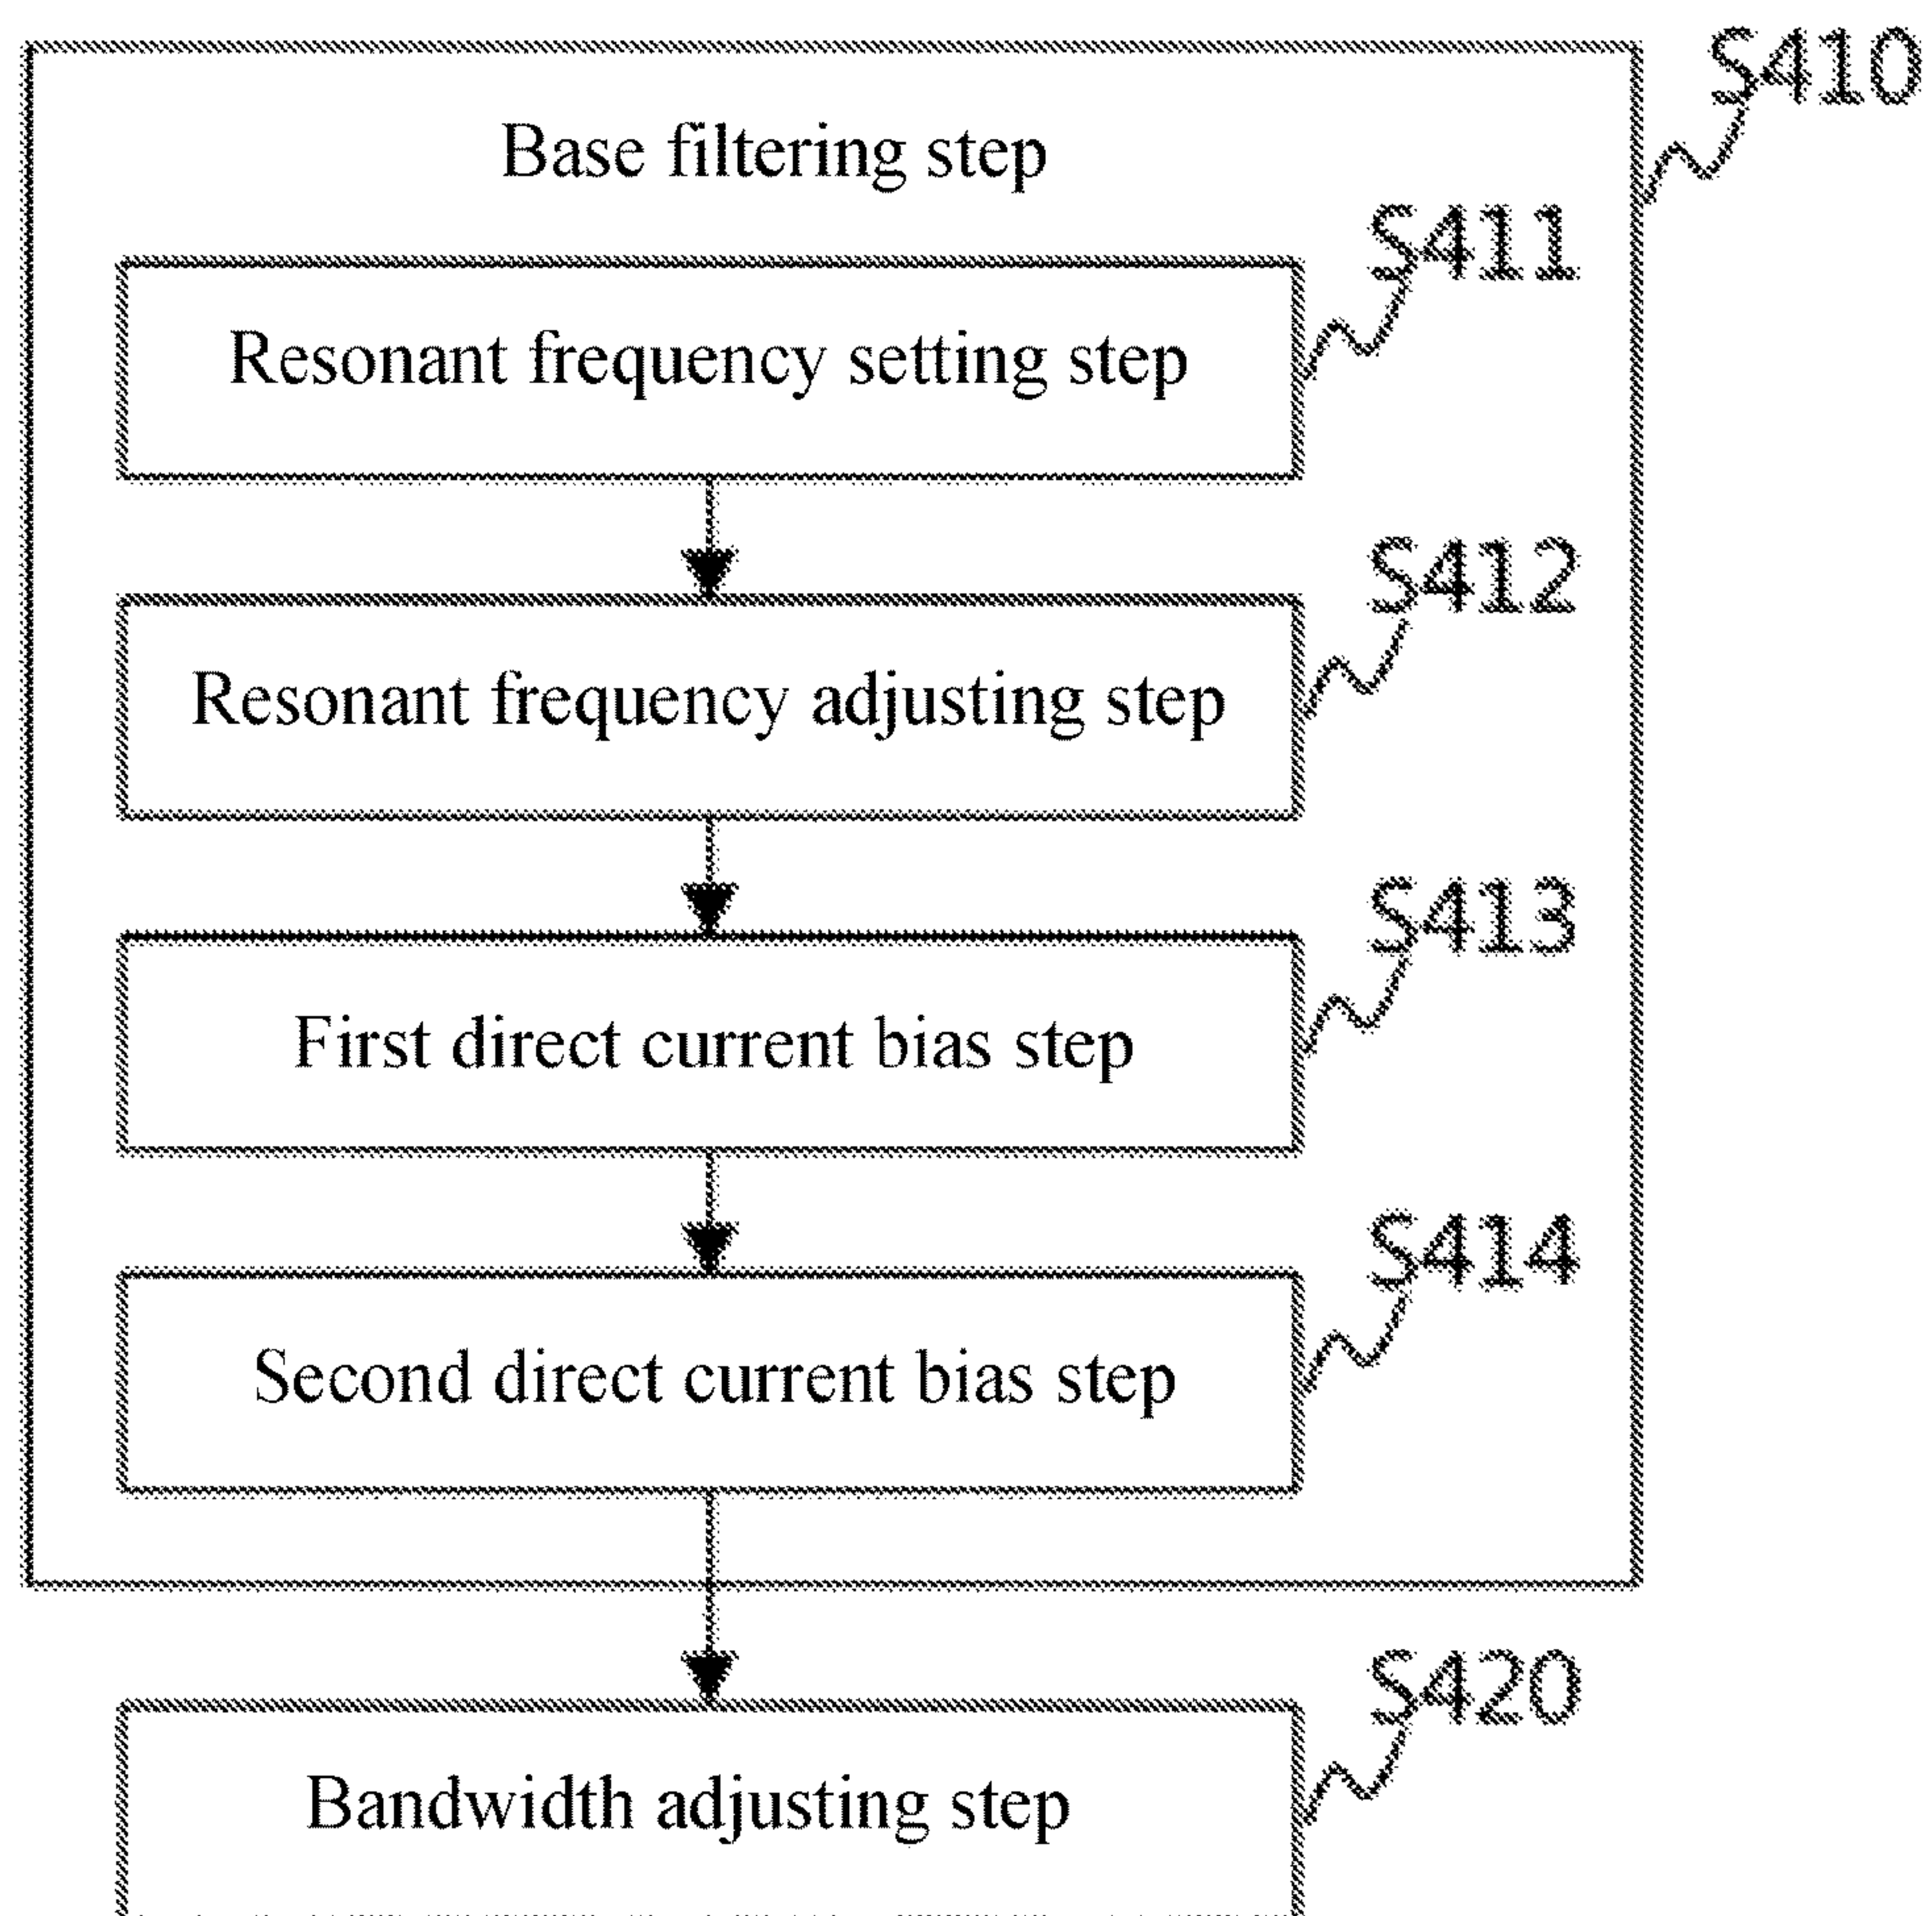 S410
Base filtering step
S411
Resonant frequency setting step
S412
Resonant frequency adjusting step
S413
First direct current bias step
S414
Second direct current bias step
S420
Bandwidth adjusting step